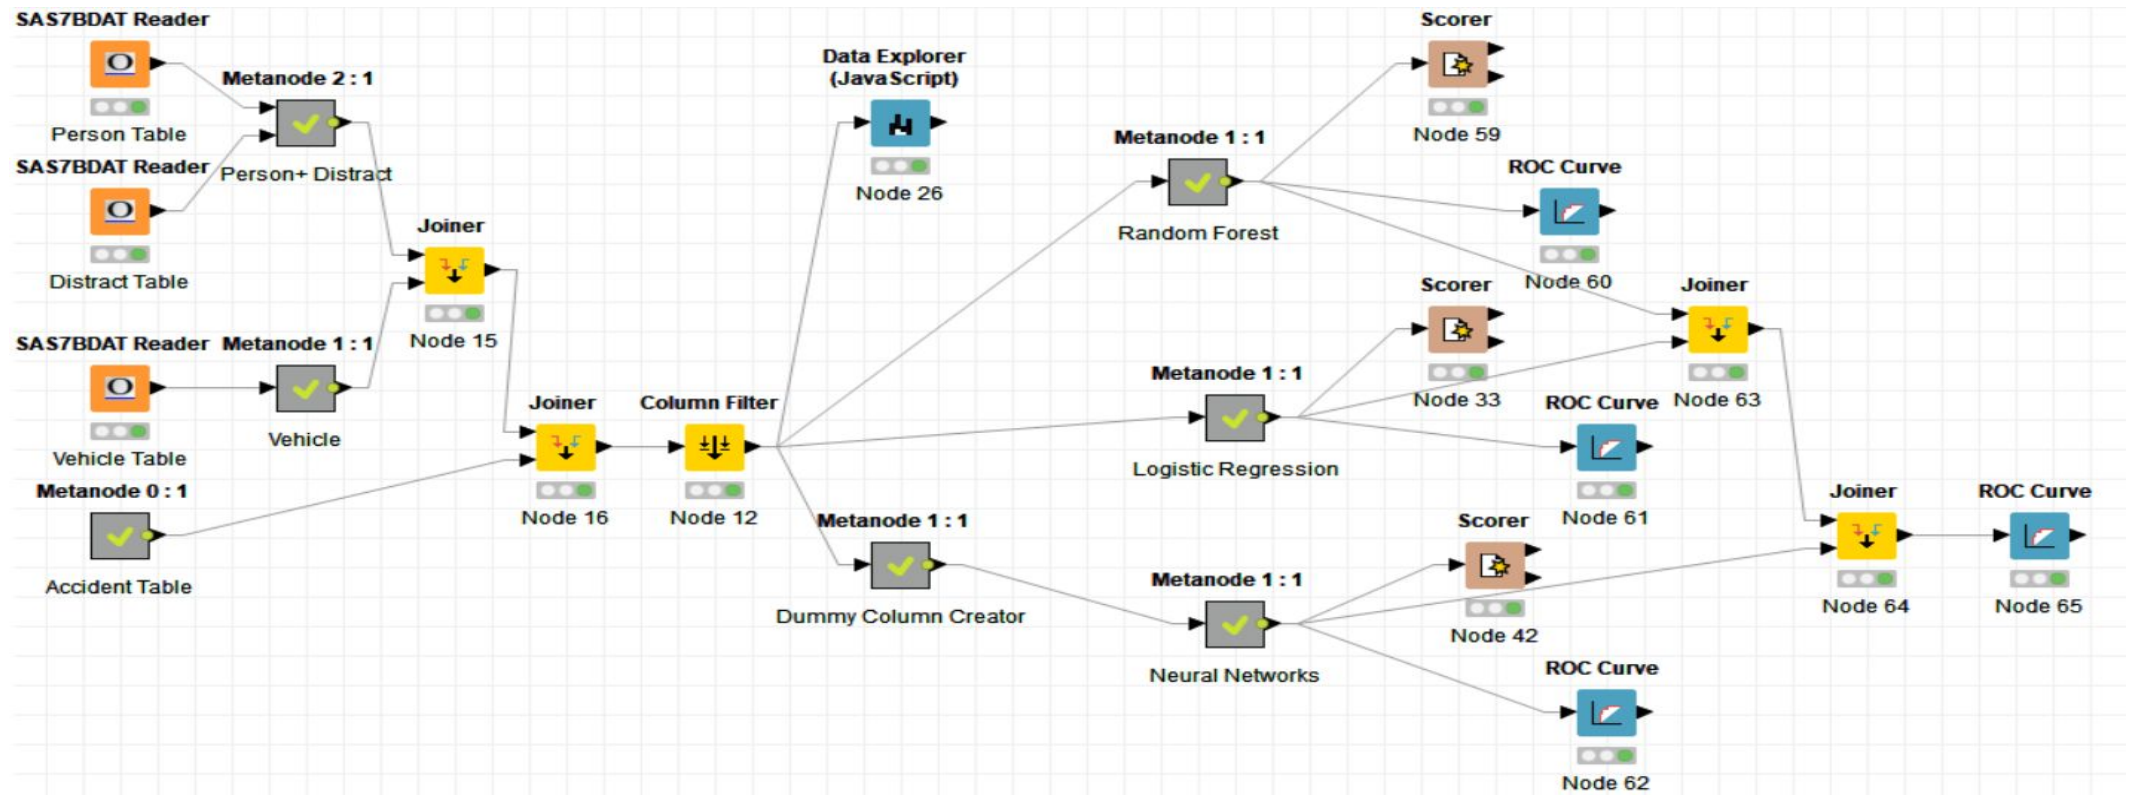 SAS7BDAT Reader
Person Table
SAS7BDAT Reader
Distract Table
Metanode 2 : 1
Person+ Distract
SAS7BDAT Reader
Vehicle Table
Metanode 1 : 1
Vehicle
Metanode 0 : 1
Accident Table
Joiner
Node 15
Joiner
Node 16
Column Filter
Node 12
Data Explorer
(JavaScript)
Node 26
Metanode 1 : 1
Dummy Column Creator
Metanode 1 : 1
Random Forest
Scorer
Node 59
ROC Curve
Node 60
Metanode 1 : 1
Logistic Regression
Scorer
Node 33
ROC Curve
Node 61
Metanode 1 : 1
Neural Networks
Scorer
Node 42
ROC Curve
Node 62
Joiner
Node 63
Joiner
Node 64
ROC Curve
Node 65